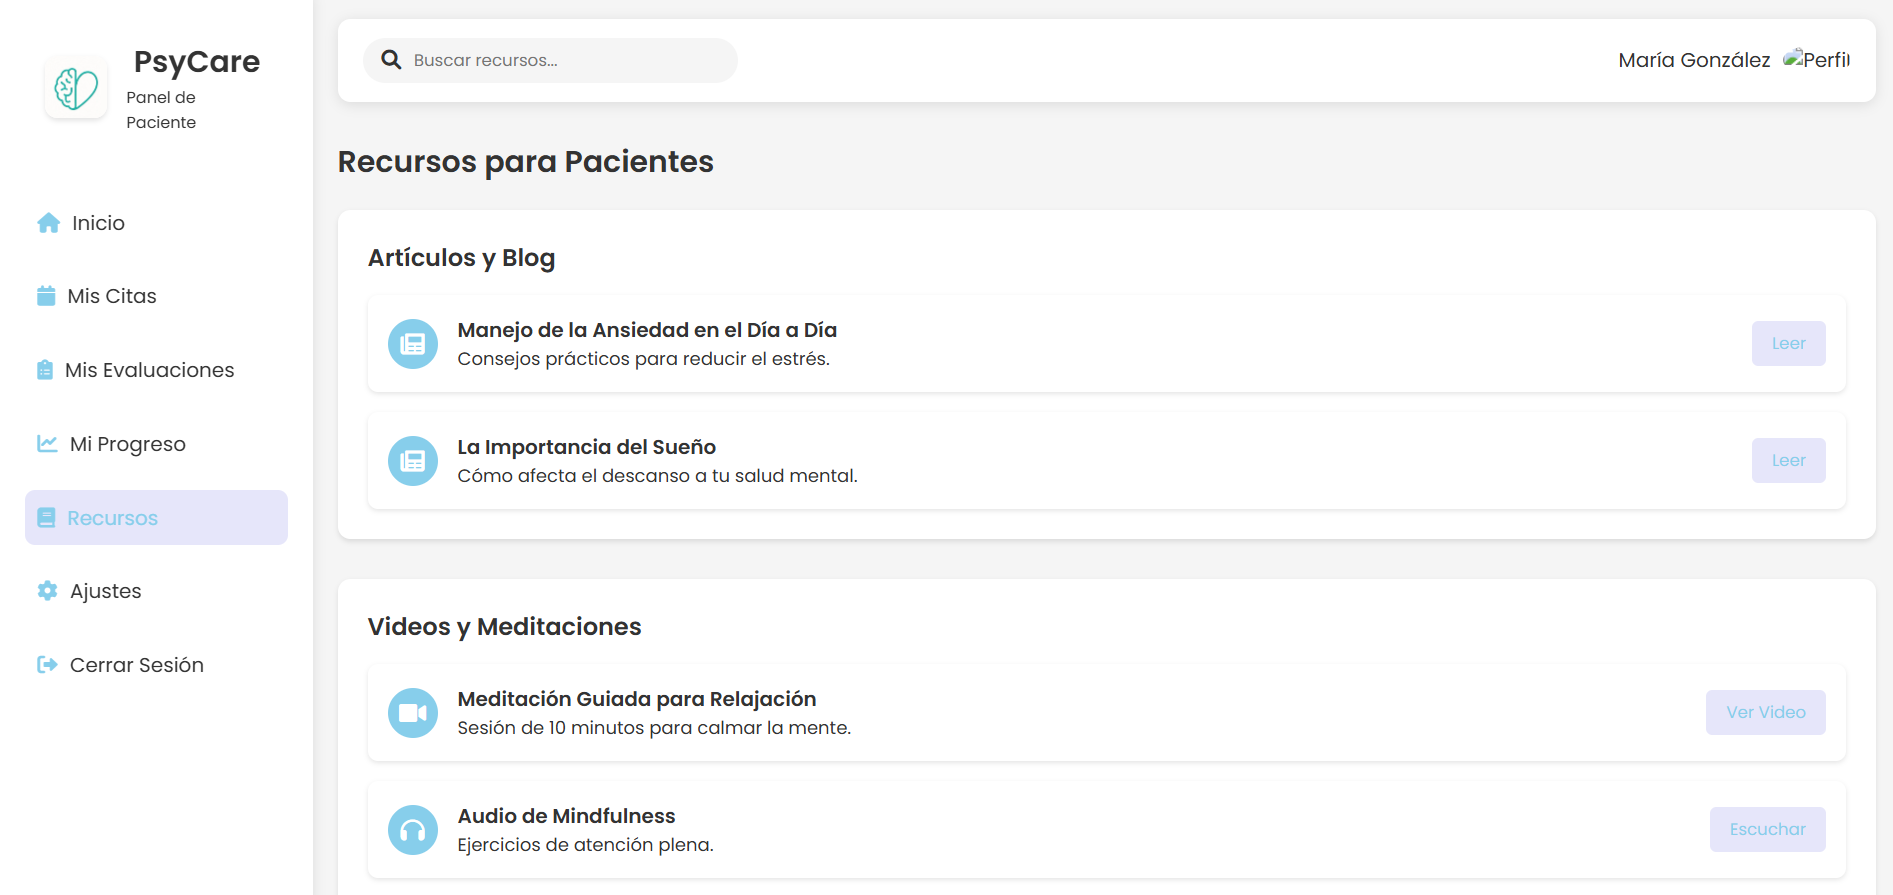 PsyCare
Panel de
Paciente
Inicio
Mis Citas
Mis Evaluaciones
Mi Progreso
Recursos
Ajustes
Cerrar Sesión
Buscar recursos...
María González
Perfil
Recursos para Pacientes
Artículos y Blog
Manejo de la Ansiedad en el Día a Día
Consejos prácticos para reducir el estrés.
Leer
La Importancia del Sueño
Cómo afecta el descanso a tu salud mental.
Leer
Videos y Meditaciones
Meditación Guiada para Relajación
Sesión de 10 minutos para calmar la mente.
Ver Video
Audio de Mindfulness
Ejercicios de atención plena.
Escuchar